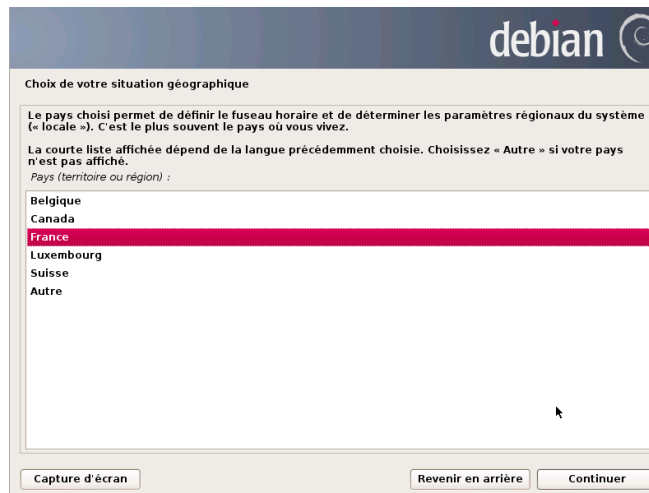 debian
Choix de votre situation géographique
Le pays choisi permet de définir le fuseau horaire et de déterminer les paramètres régionaux du système
(« locale »). C'est le plus souvent le pays où vous vivez.
La courte liste affichée dépend de la langue précédemment choisie. Choisissez « Autre » si votre pays
n'est pas affiché.
Pays (territoire ou région) :
Belgique
Canada
France
Luxembourg
Suisse
Autre
Capture d'écran
Revenir en arrière
Continuer